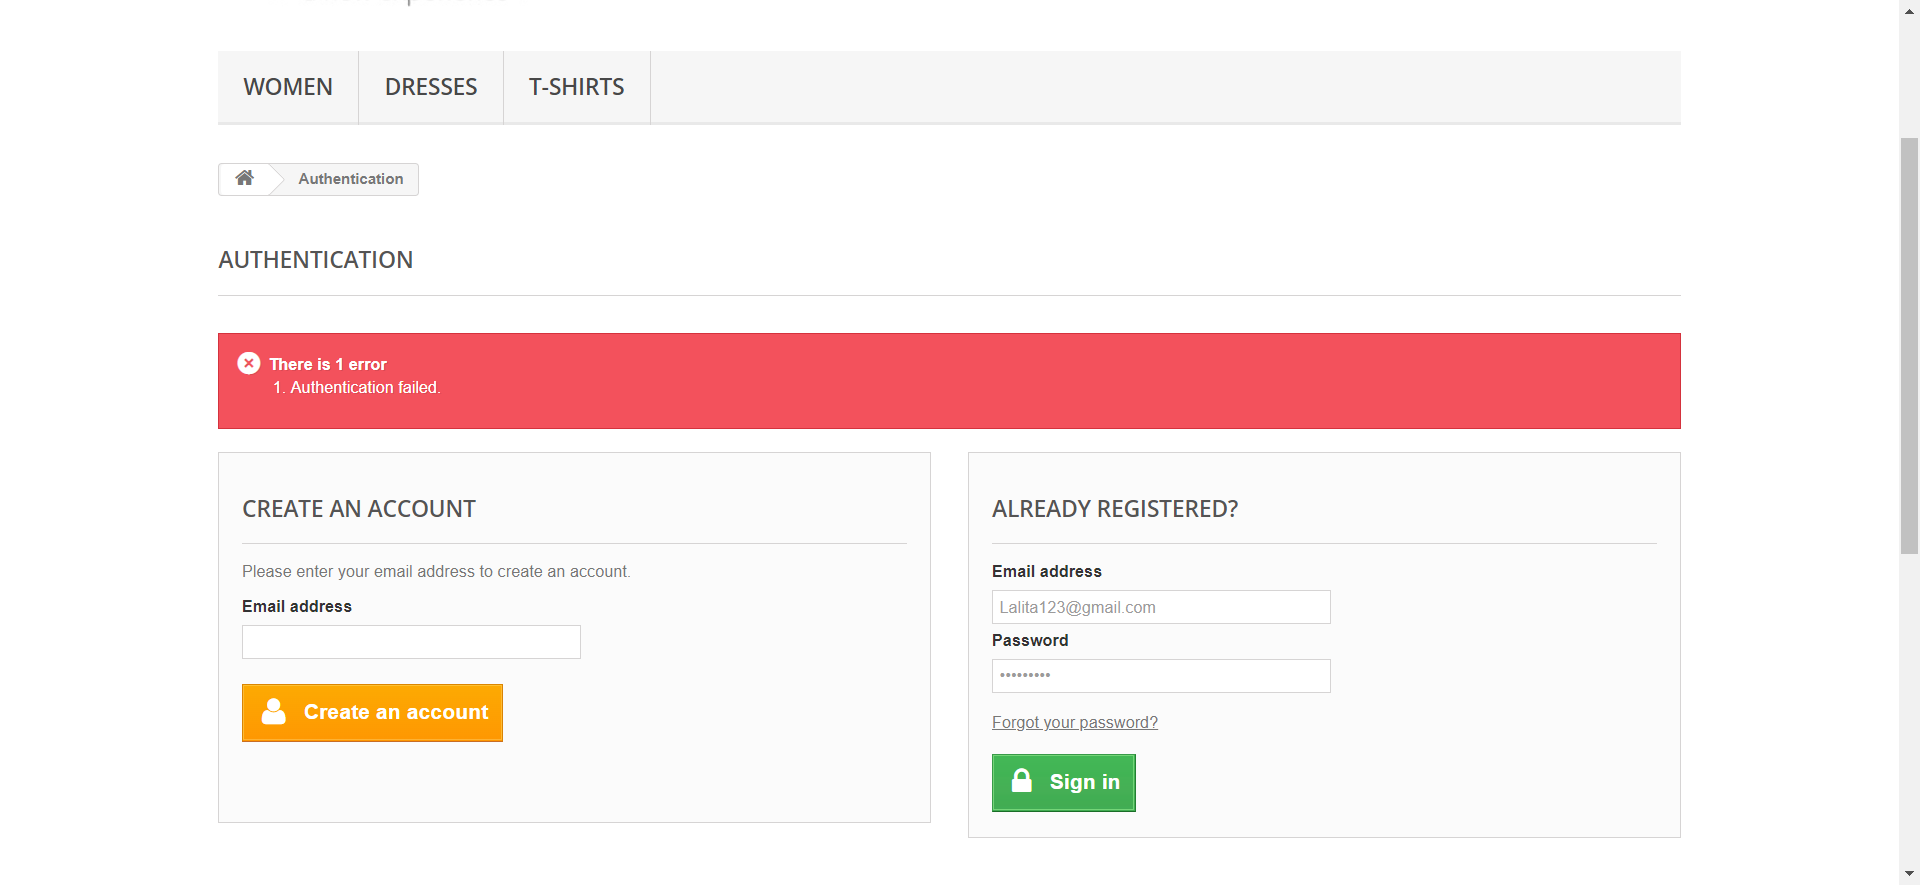 WOMEN
DRESSES
T-SHIRTS
Authentication
AUTHENTICATION
There is 1 error
1. Authentication failed.
CREATE AN ACCOUNT
Please enter your email address to create an account.
Email address
Create an account
ALREADY REGISTERED?
Email address
Lalita123@gmail.com
Password
•••••••••
Forgot your password?
Sign in